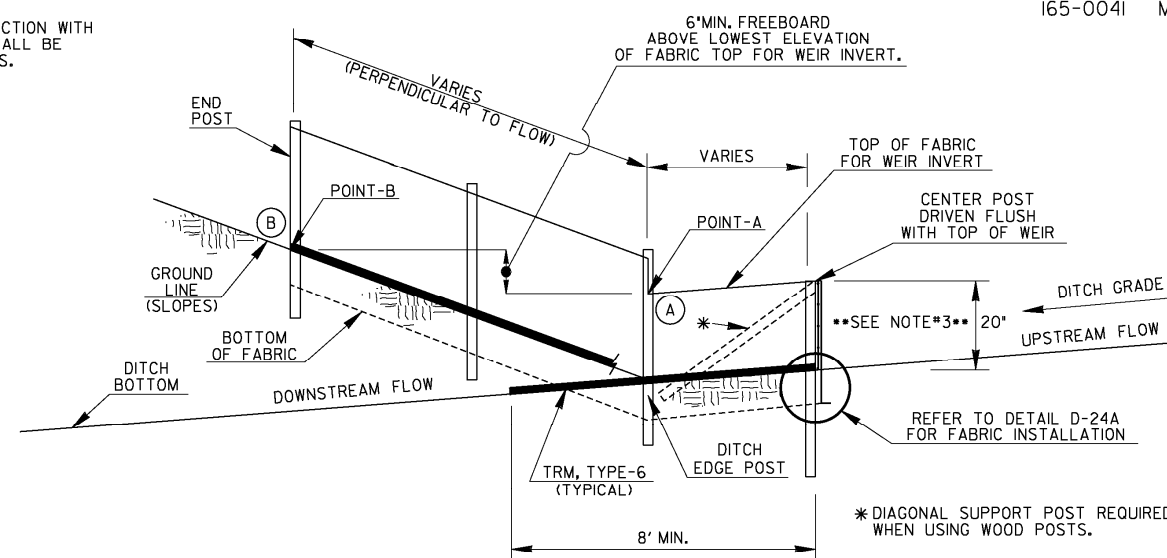 CTION WITH
ALL BE
S.
165-0041 M
6"MIN. FREEBOARD
ABOVE LOWEST ELEVATION
OF FABRIC TOP FOR WEIR INVERT.
VARIES
(PERPENDICULAR TO FLOW)
END
POST
VARIES
TOP OF FABRIC
FOR WEIR INVERT
POINT-B
B
POINT-A
CENTER POST
DRIVEN FLUSH
WITH TOP OF WEIR
GROUND
LINE
(SLOPES)
A
*
**SEE NOTE#3** 20"
DITCH GRADE
UPSTREAM FLOW
BOTTOM
OF FABRIC
DITCH
BOTTOM
DOWNSTREAM FLOW
REFER TO DETAIL D-24A
FOR FABRIC INSTALLATION
TRM, TYPE-6
(TYPICAL)
DITCH
EDGE POST
8' MIN.
* DIAGONAL SUPPORT POST REQUIRED
WHEN USING WOOD POSTS.